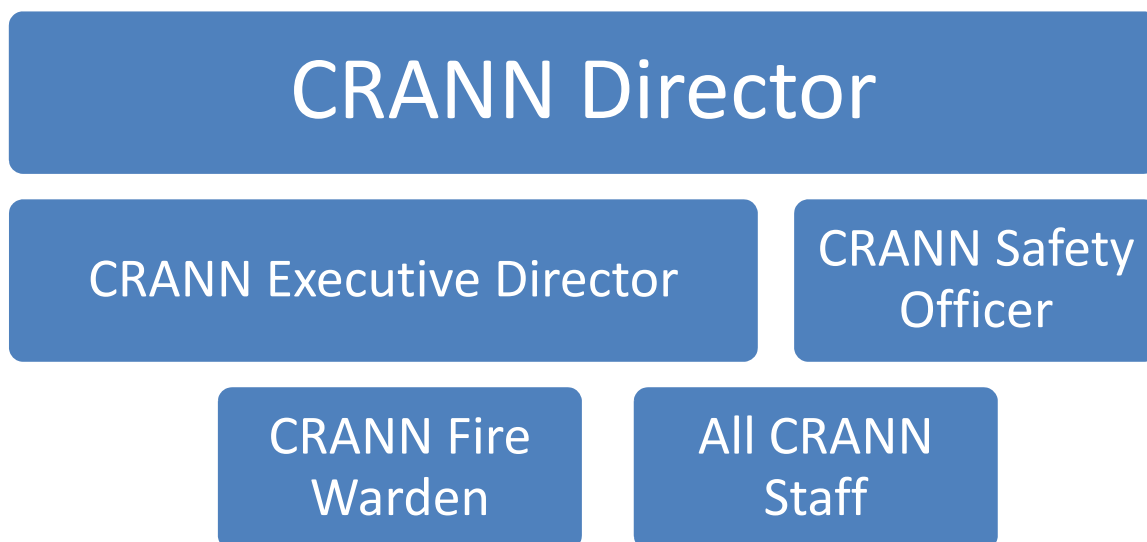 CRANN Director
CRANN Executive Director
CRANN Safety
Officer
CRANN Fire
Warden
All CRANN
Staff